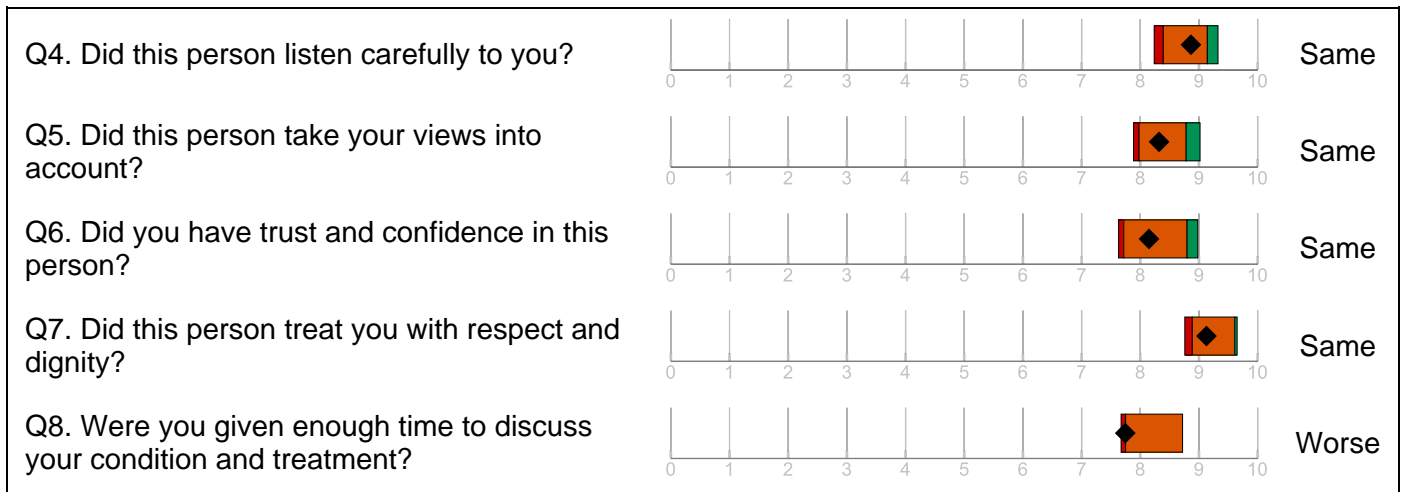 Q4. Did this person listen carefully to you?
Same
0 1 2 3 4 5 6 7 8 9 10
Q5. Did this person take your views into
account?
Same
0 1 2 3 4 5 6 7 8 9 10
Q6. Did you have trust and confidence in this
person?
Same
0 1 2 3 4 5 6 7 8 9 10
Q7. Did this person treat you with respect and
dignity?
Same
0 1 2 3 4 5 6 7 8 9 10
Q8. Were you given enough time to discuss
your condition and treatment?
Worse
0 1 2 3 4 5 6 7 8 9 10